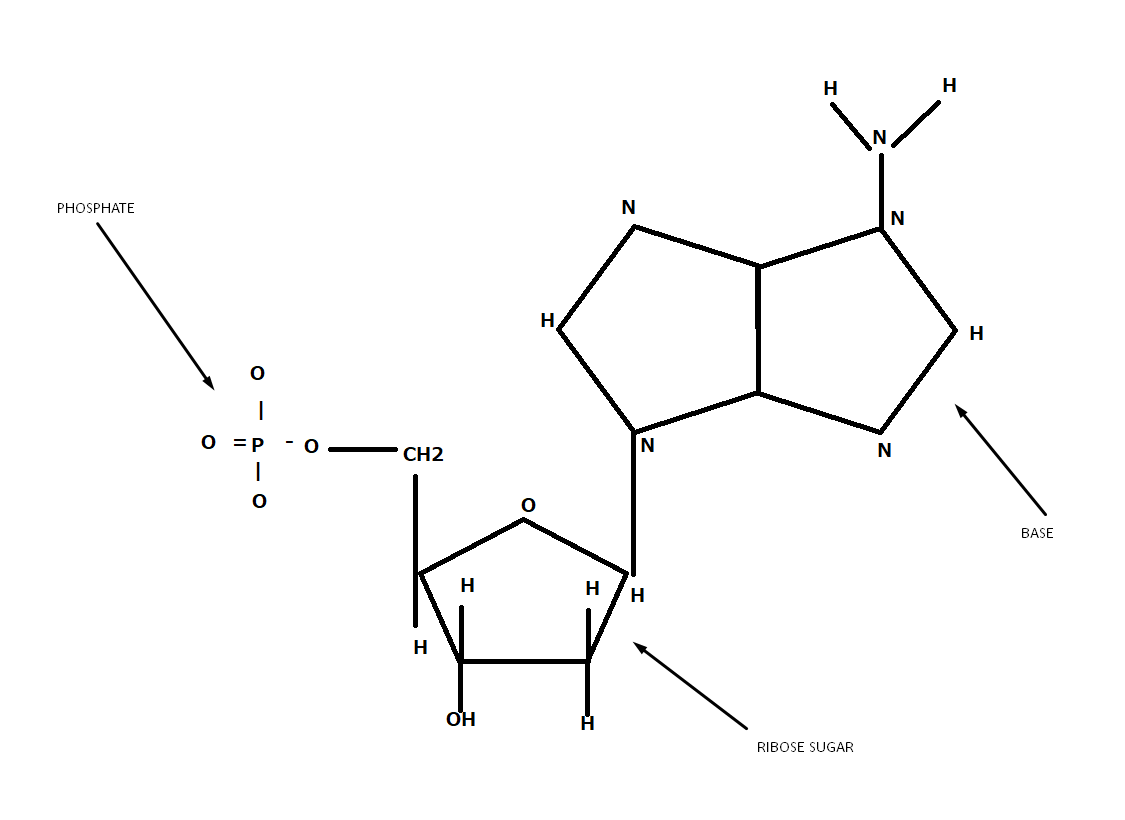 H H
N
PHOSPHATE
N N
H H
O
O = P - O CH2
|
|
N N
O
O
BASE
H H H
H
OH H
RIBOSE SUGAR